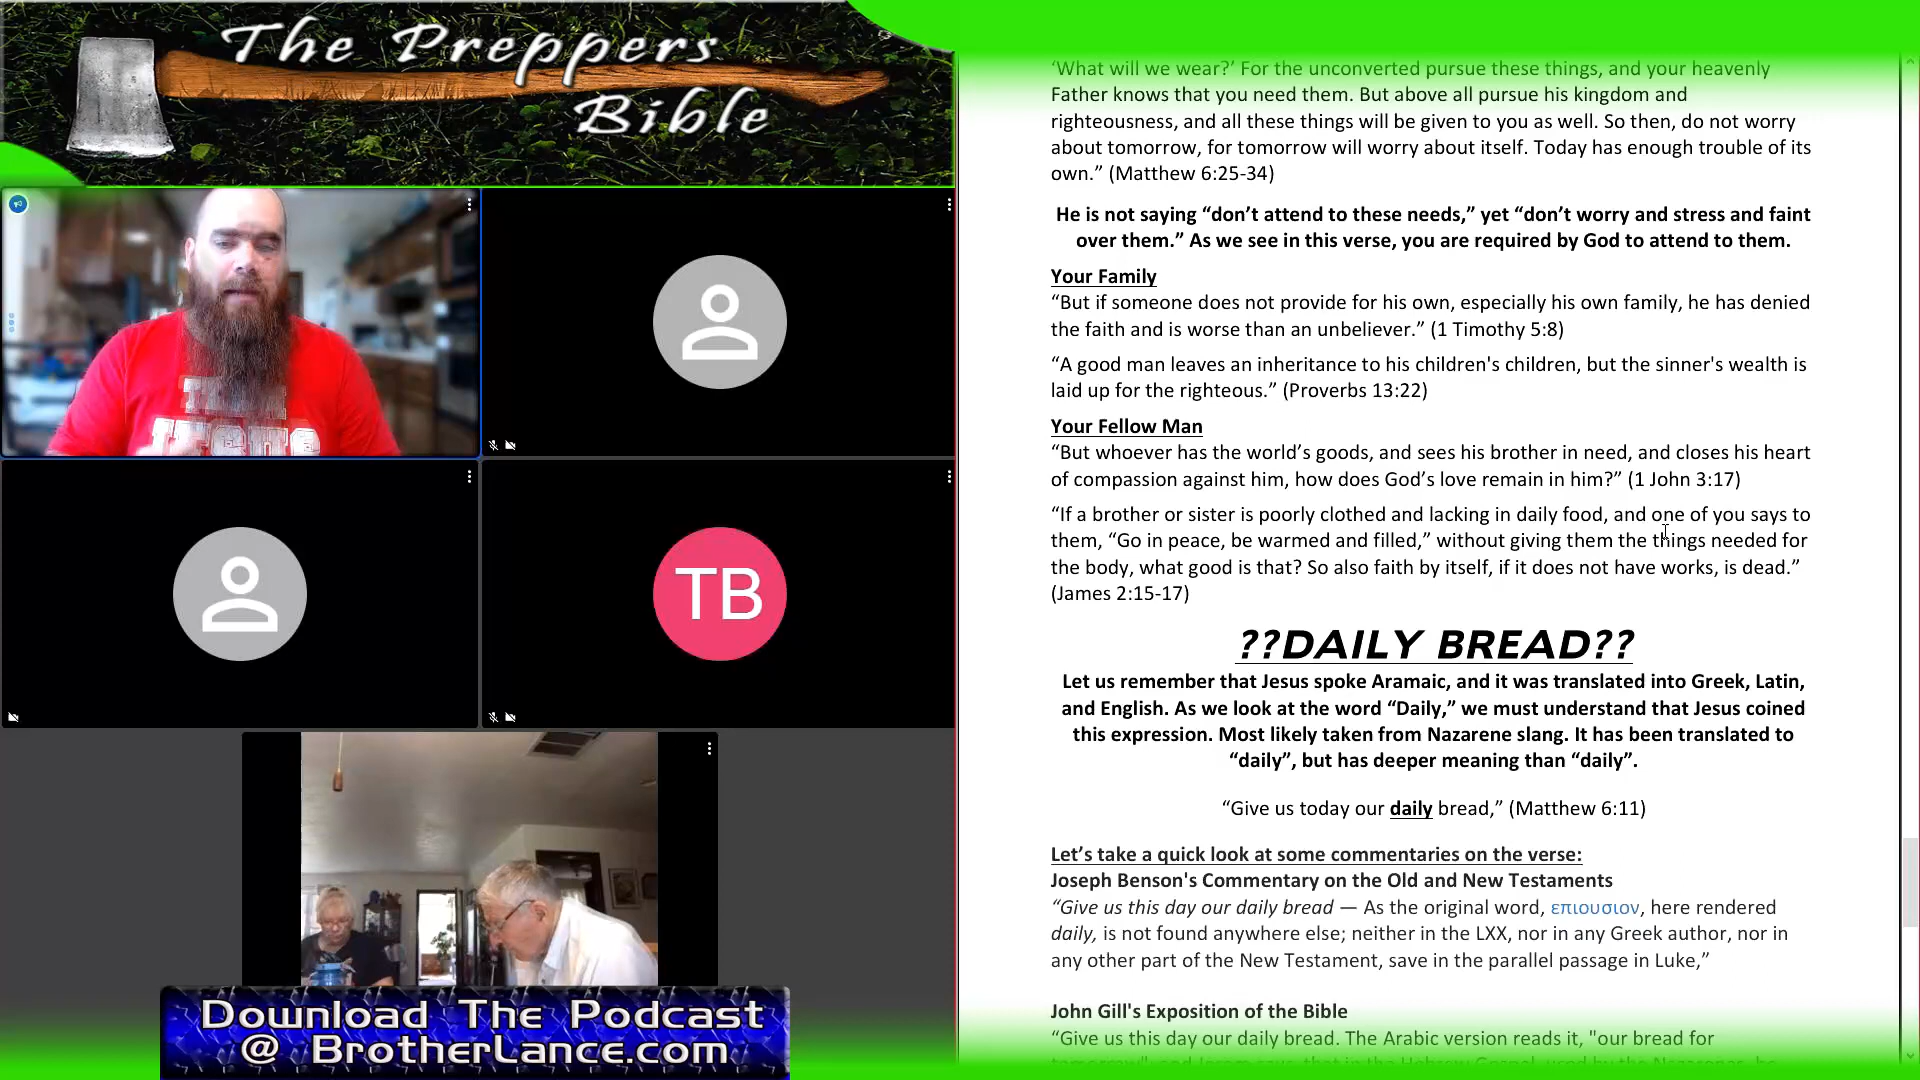 The Preppers
Bible
TB
Download The Podcast
@ BrotherLance.com
‘What will we wear?’ For the unconverted pursue these things, and your heavenly
Father knows that you need them. But above all pursue his kingdom and
righteousness, and all these things will be given to you as well. So then, do not worry
about tomorrow, for tomorrow will worry about itself. Today has enough trouble of its
own.” (Matthew 6:25-34)
He is not saying “don’t attend to these needs,” yet “don’t worry and stress and faint
over them.” As we see in this verse, you are required by God to attend to them.
Your Family
“But if someone does not provide for his own, especially his own family, he has denied
the faith and is worse than an unbeliever.” (1 Timothy 5:8)
“A good man leaves an inheritance to his children's children, but the sinner's wealth is
laid up for the righteous.” (Proverbs 13:22)
Your Fellow Man
“But whoever has the world’s goods, and sees his brother in need, and closes his heart
of compassion against him, how does God’s love remain in him?” (1 John 3:17)
“If a brother or sister is poorly clothed and lacking in daily food, and one of you says to
them, “Go in peace, be warmed and filled,” without giving them the things needed for
the body, what good is that? So also faith by itself, if it does not have works, is dead.”
(James 2:15-17)
??DAILY BREAD??
Let us remember that Jesus spoke Aramaic, and it was translated into Greek, Latin,
and English. As we look at the word “Daily,” we must understand that Jesus coined
this expression. Most likely taken from Nazarene slang. It has been translated to
“daily”, but has deeper meaning than “daily”.
“Give us today our daily bread,” (Matthew 6:11)
Let’s take a quick look at some commentaries on the verse:
Joseph Benson's Commentary on the Old and New Testaments
“Give us this day our daily bread — As the original word, επιουσιον, here rendered
daily, is not found anywhere else; neither in the LXX, nor in any Greek author, nor in
any other part of the New Testament, save in the parallel passage in Luke,”
John Gill's Exposition of the Bible
“Give us this day our daily bread. The Arabic version reads it, "our bread for